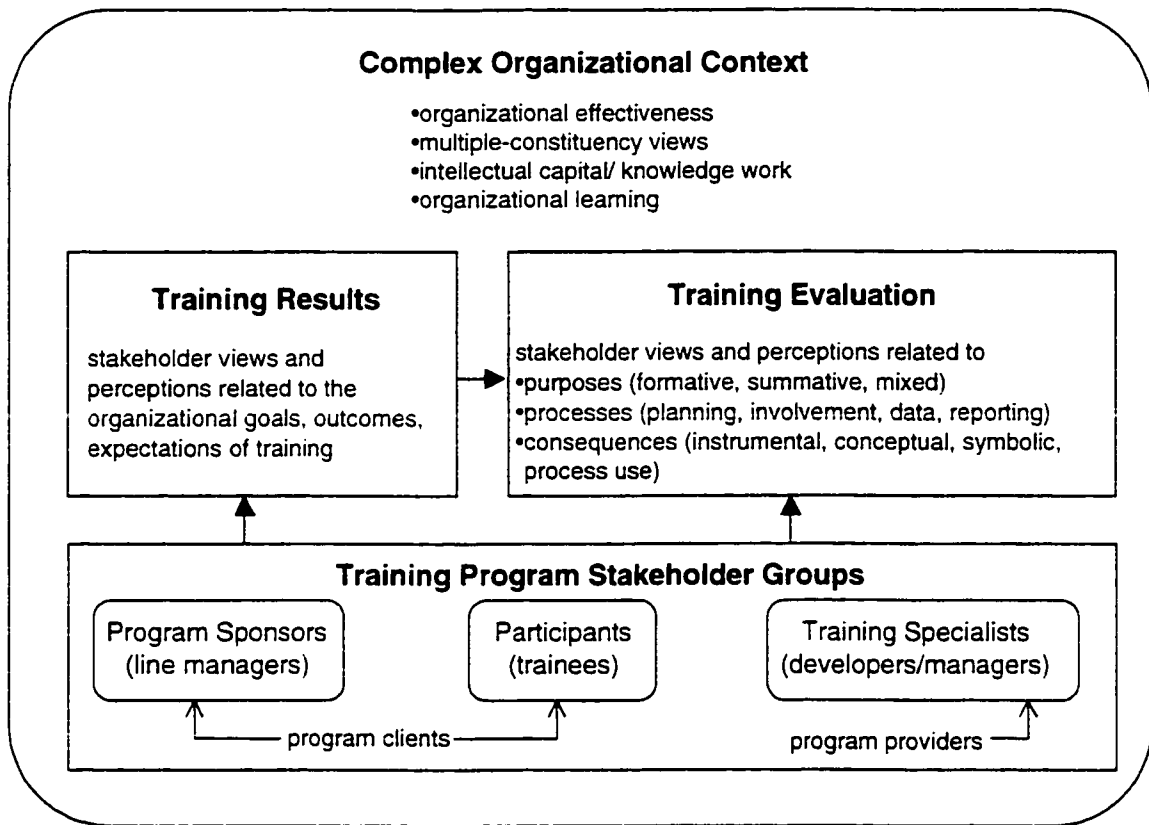 Complex Organizational Context
•organizational effectiveness
•multiple-constituency views
•intellectual capital/ knowledge work
•organizational learning
Training Results
stakeholder views and
perceptions related to the
organizational goals, outcomes,
expectations of training
Training Evaluation
stakeholder views and perceptions related to
•purposes (formative, summative, mixed)
•processes (planning, involvement, data, reporting)
•consequences (instrumental, conceptual, symbolic,
process use)
Training Program Stakeholder Groups
Program Sponsors
(line managers)
Participants
(trainees)
Training Specialists
(developers/managers)
program clients
program providers